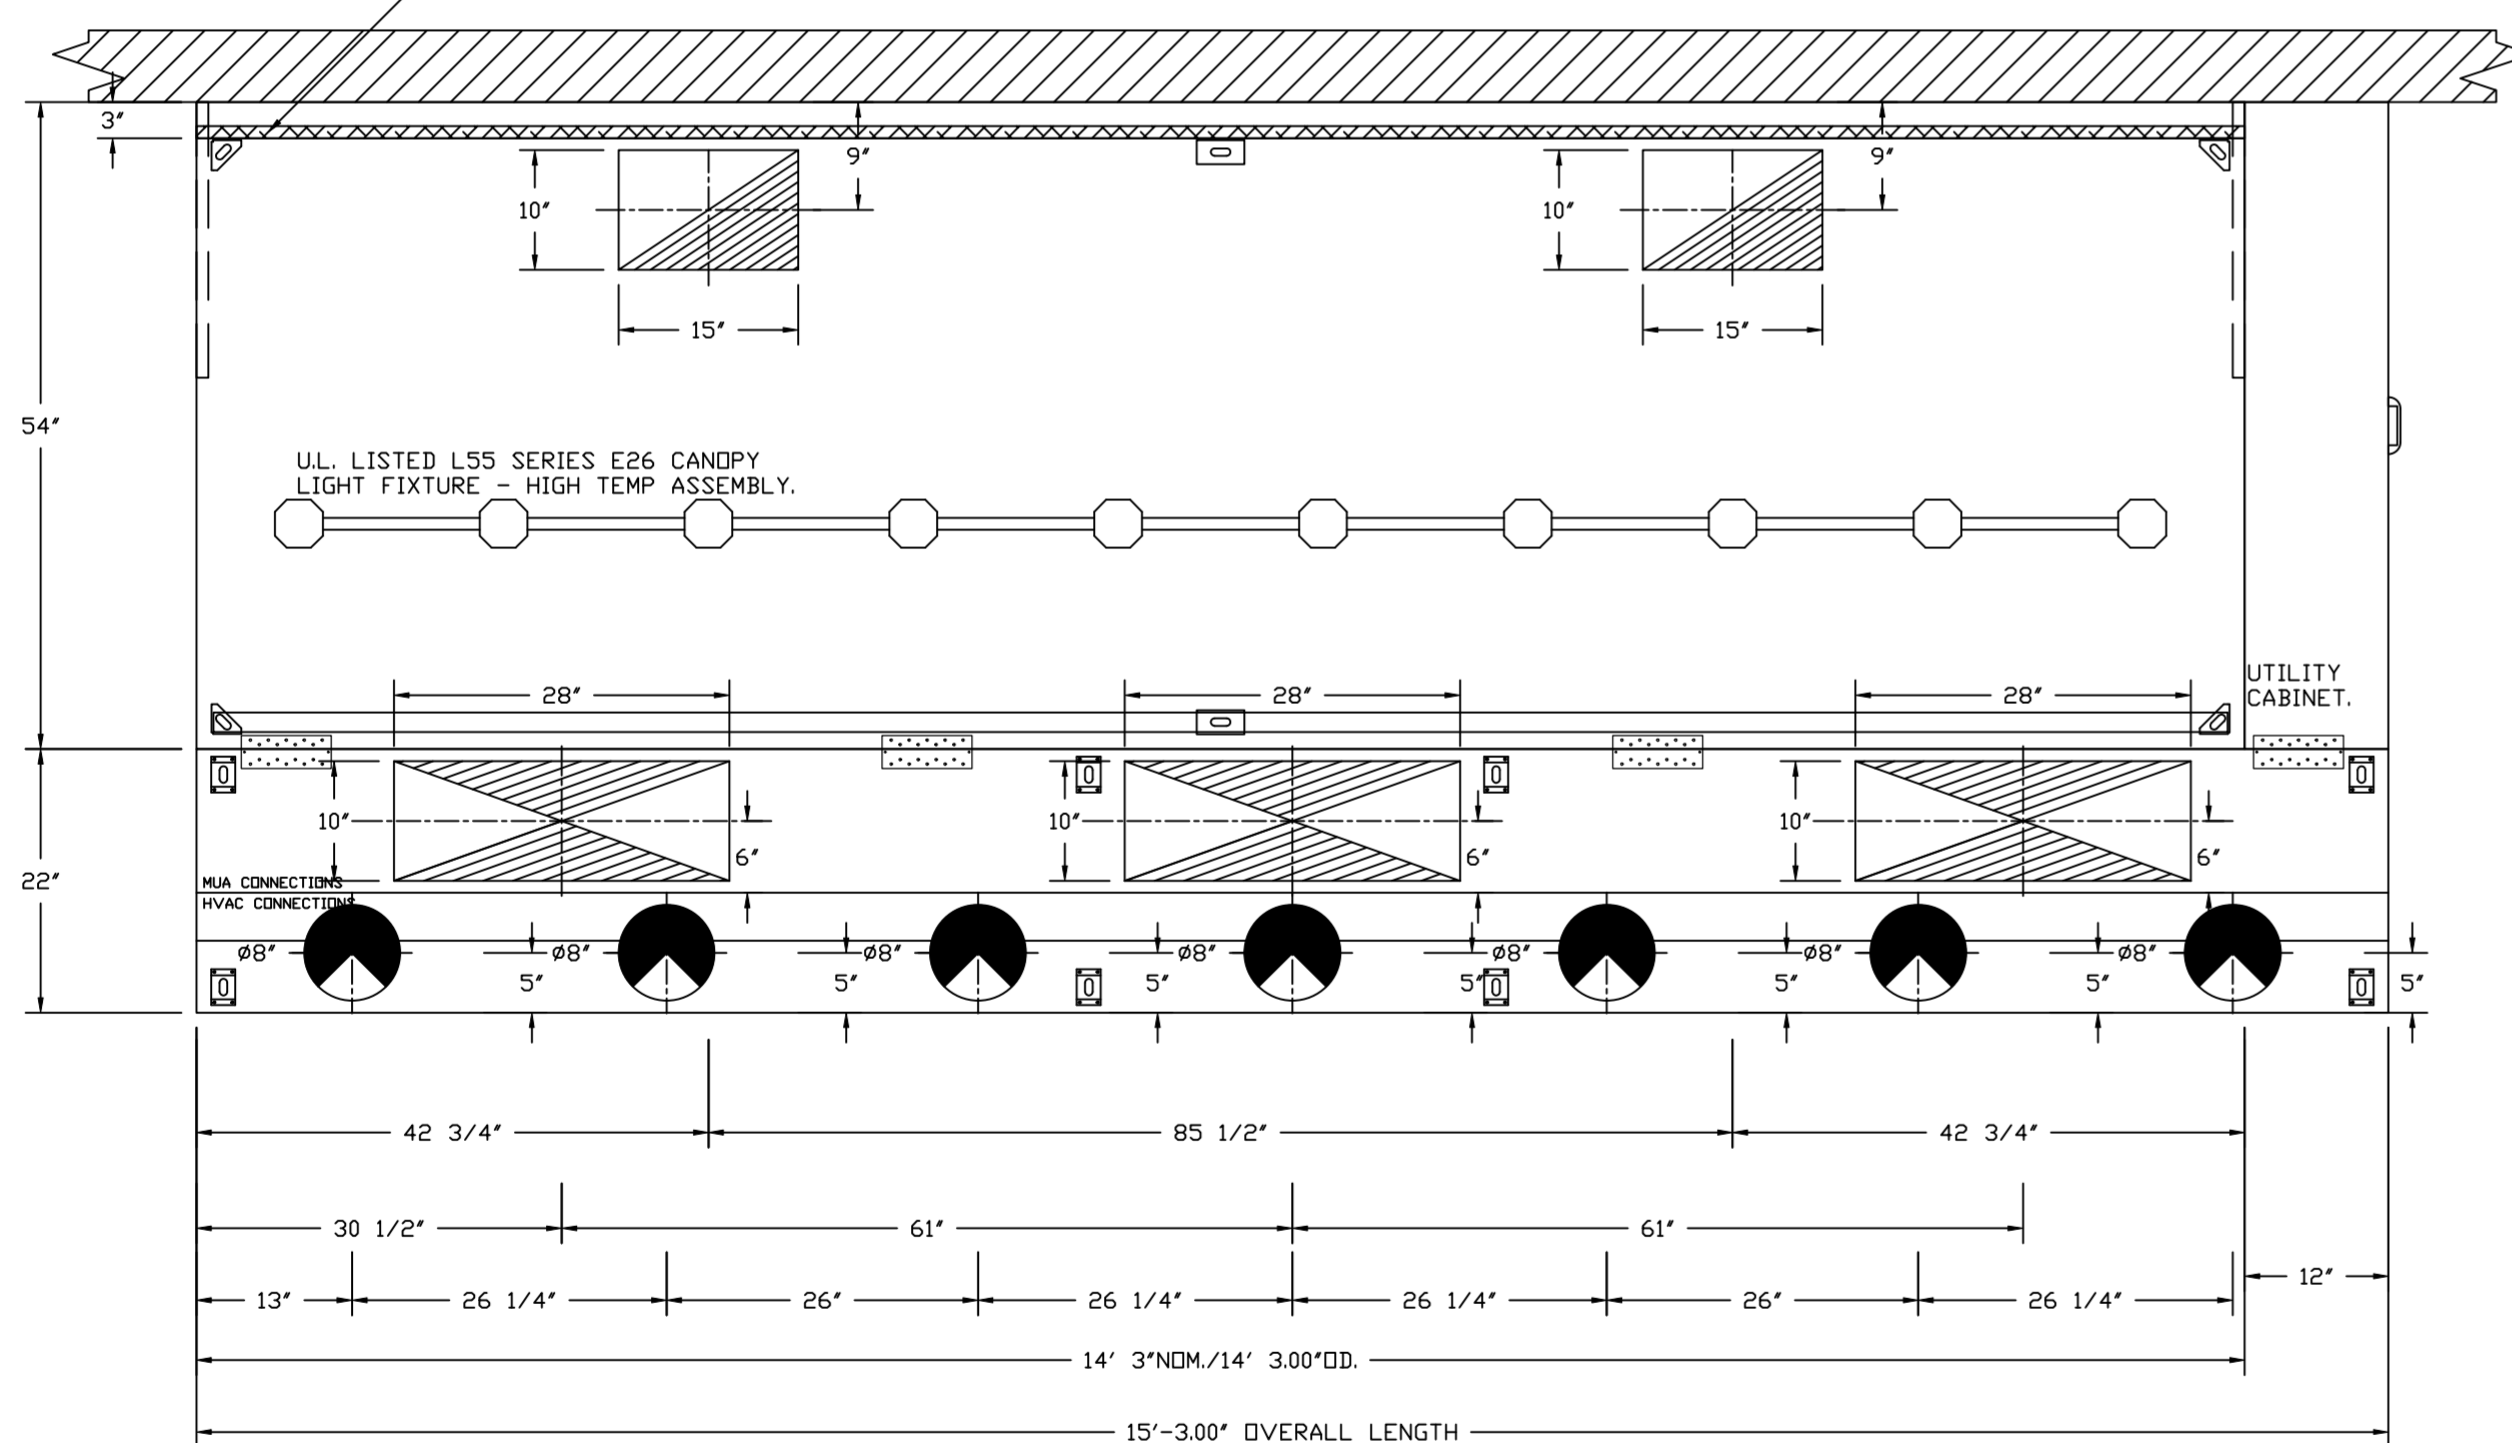 3"
9"
9"
10"
10"
15"
15"
54"
U.L. LISTED L55 SERIES E26 CANOPY
LIGHT FIXTURE - HIGH TEMP ASSEMBLY.
UTILITY
CABINET.
28"
28"
28"
10"
10"
10"
6"
6"
6"
22"
MUA CONNECTIONS
HVAC CONNECTIONS
ø8" ø8" ø8" ø8" ø8" ø8" ø8"
5" 5" 5" 5" 5" 5" 5"
42 3/4" 85 1/2" 42 3/4"
30 1/2" 61" 61"
12"
13" 26 1/4" 26" 26 1/4" 26 1/4" 26" 26 1/4"
14' 3"NOM./14' 3.00"OD.
15'-3.00" OVERALL LENGTH